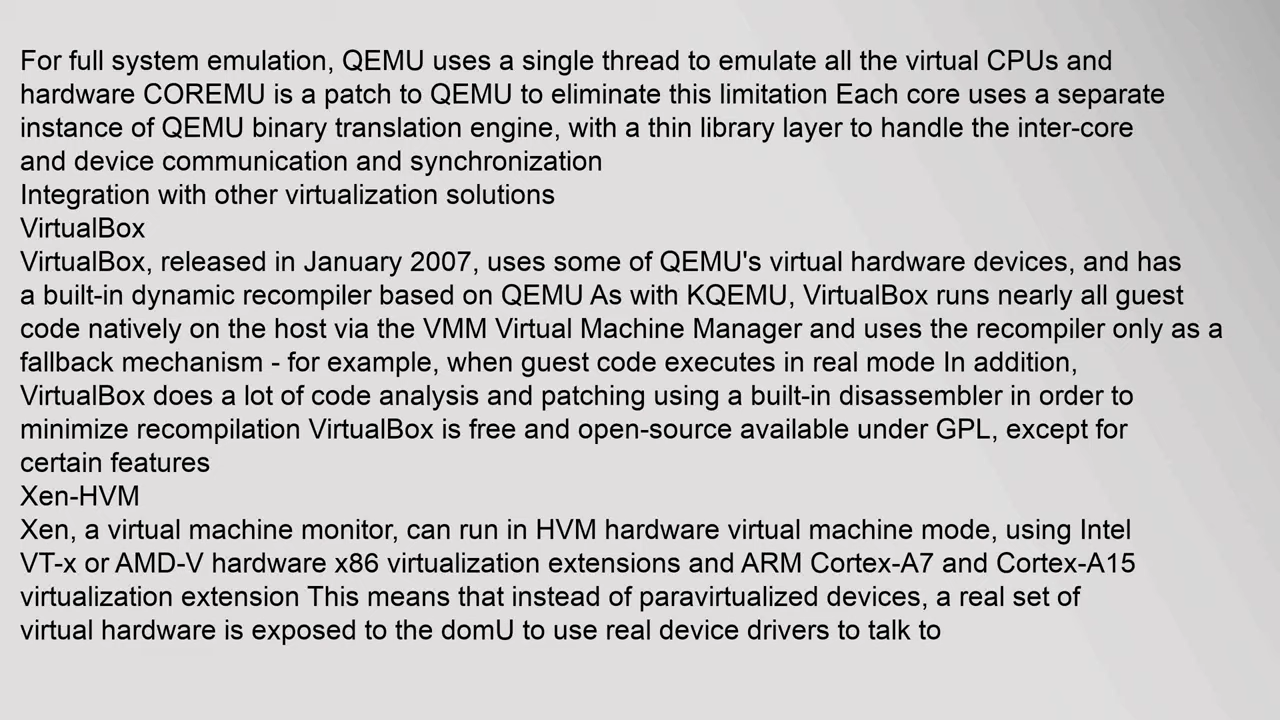 For full system emulation, QEMU uses a single thread to emulate all the virtual CPUs and
hardware COREMU is a patch to QEMU to eliminate this limitation Each core uses a separate
instance of QEMU binary translation engine, with a thin library layer to handle the inter-core
and device communication and synchronization
Integration with other virtualization solutions
VirtualBox
VirtualBox, released in January 2007, uses some of QEMU's virtual hardware devices, and has
a built-in dynamic recompiler based on QEMU As with KQEMU, VirtualBox runs nearly all guest
code natively on the host via the VMM Virtual Machine Manager and uses the recompiler only as a
fallback mechanism - for example, when guest code executes in real mode In addition,
VirtualBox does a lot of code analysis and patching using a built-in disassembler in order to
minimize recompilation VirtualBox is free and open-source available under GPL, except for
certain features
Xen-HVM
Xen, a virtual machine monitor, can run in HVM hardware virtual machine mode, using Intel
VT-x or AMD-V hardware x86 virtualization extensions and ARM Cortex-A7 and Cortex-A15
virtualization extension This means that instead of paravirtualized devices, a real set of
virtual hardware is exposed to the domU to use real device drivers to talk to